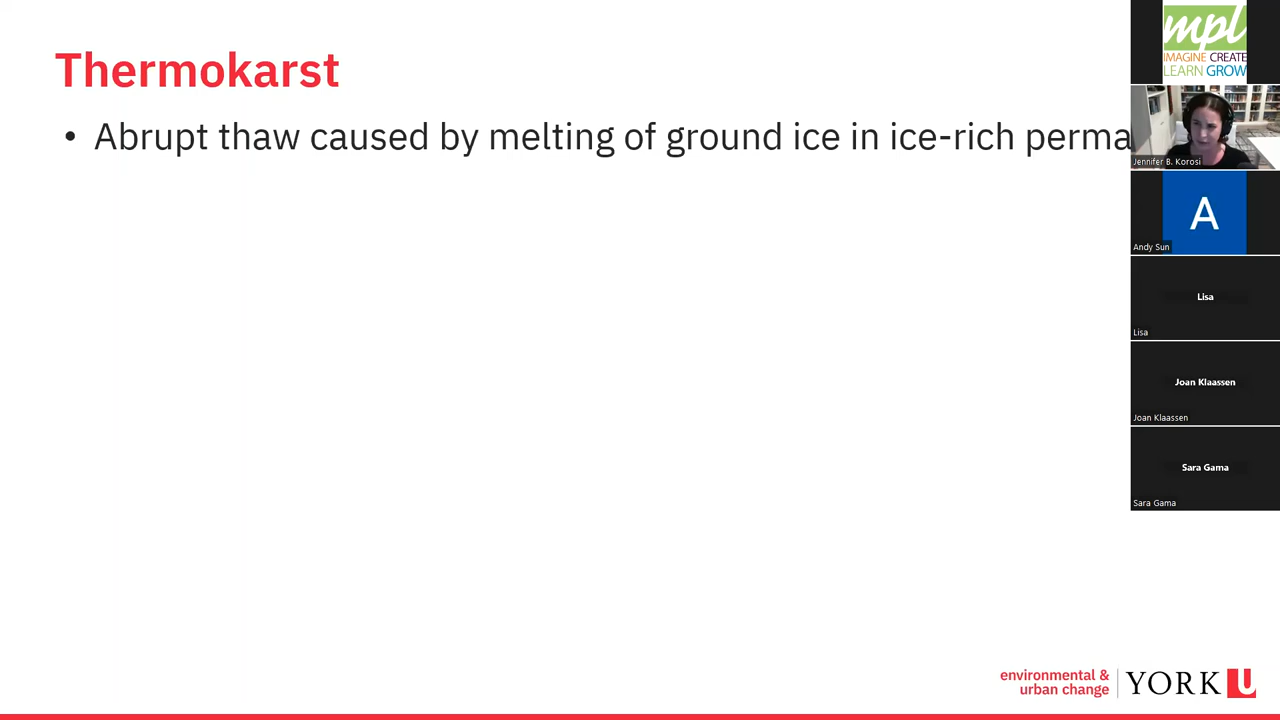 Thermokarst
• Abrupt thaw caused by melting of ground ice in ice-rich perma
mpl
IMAGINE CREATE
LEARN GROW
Jennifer B. Korosi
A
Andy Sun
Lisa
Lisa
Joan Klaassen
Joan Klaassen
Sara Gama
Sara Gama
environmental &
urban change
YORK U